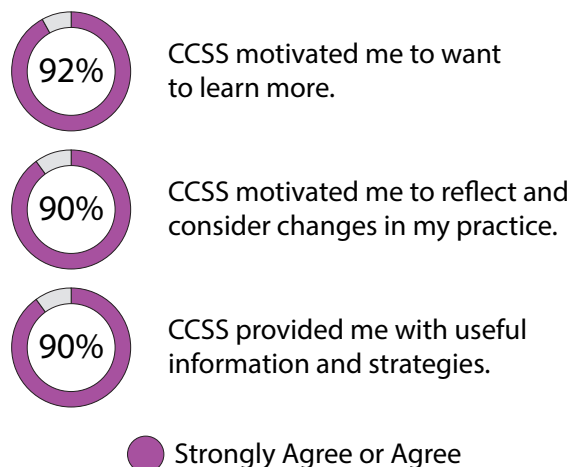 92%
CCSS motivated me to want
to learn more.
90%
CCSS motivated me to reflect and
consider changes in my practice.
90%
CCSS provided me with useful
information and strategies.
Strongly Agree or Agree